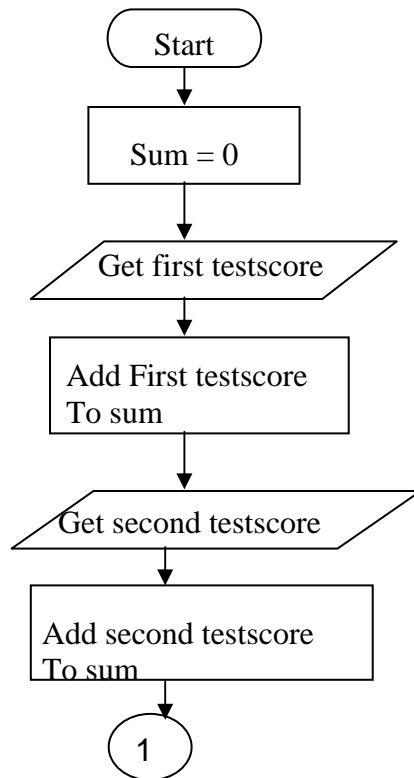 Start
Sum = 0
Get first testscore
Add First testscore
To sum
Get second testscore
Add second testscore
To sum
1